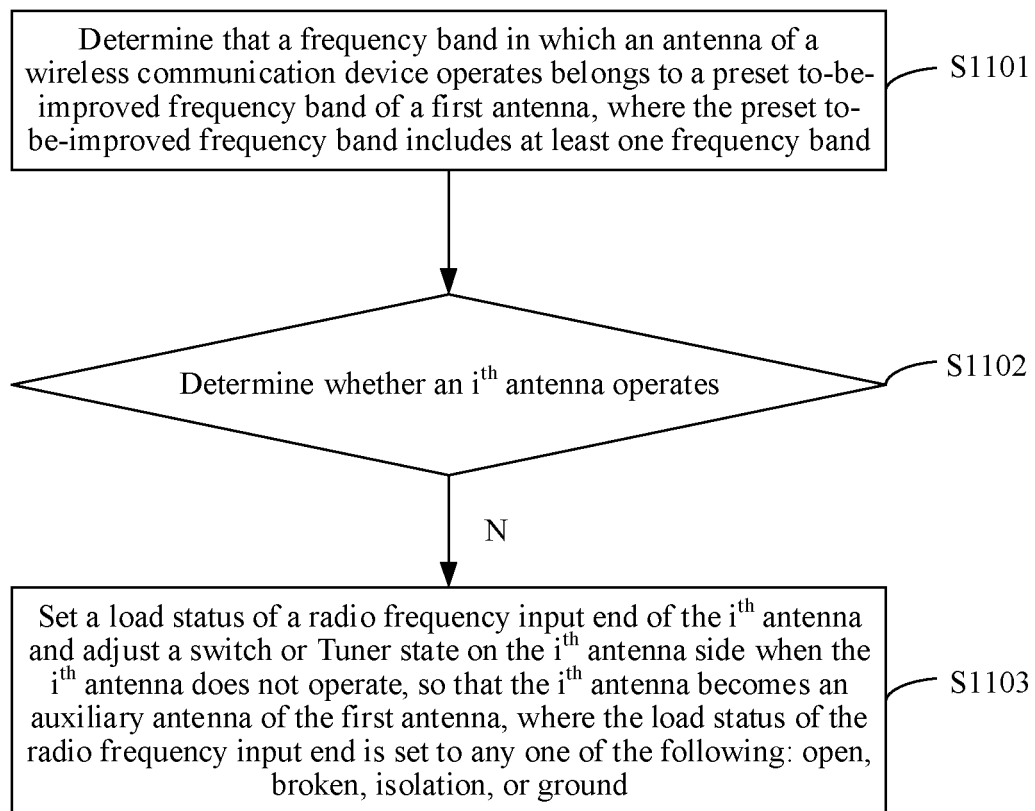 Determine that a frequency band in which an antenna of a
wireless communication device operates belongs to a preset to-be-
improved frequency band of a first antenna, where the preset to-
be-improved frequency band includes at least one frequency band
S1101
Determine whether an i^th antenna operates
S1102
N
Set a load status of a radio frequency input end of the i^th antenna
and adjust a switch or Tuner state on the i^th antenna side when the
i^th antenna does not operate, so that the i^th antenna becomes an
auxiliary antenna of the first antenna, where the load status of the
radio frequency input end is set to any one of the following: open,
broken, isolation, or ground
S1103